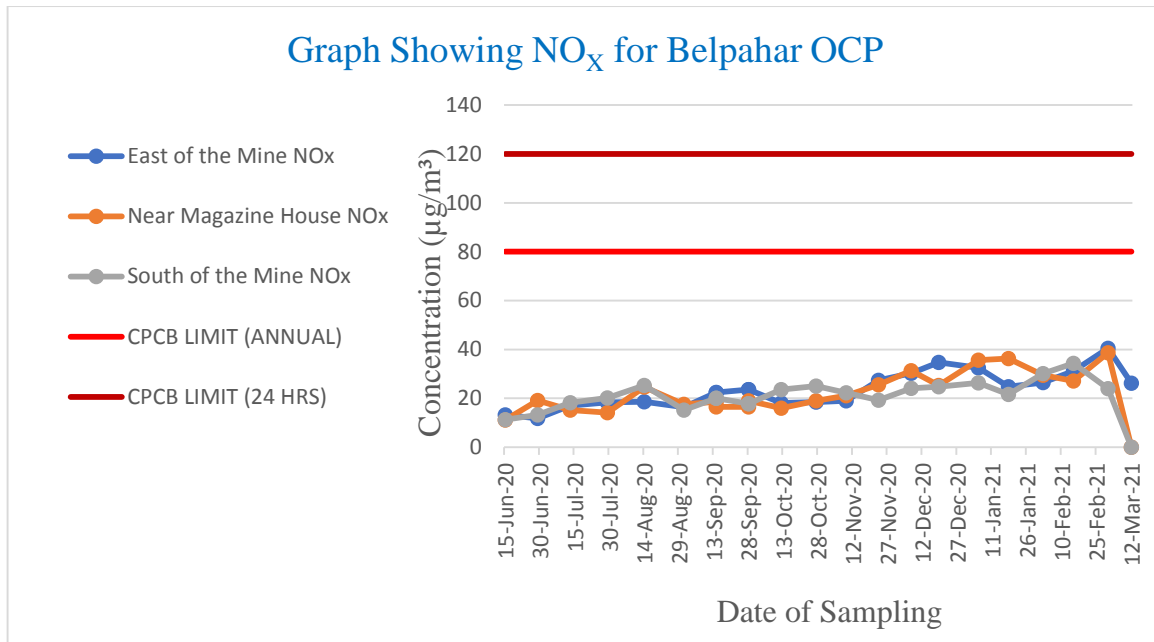 Graph Showing NOX for Belpahar OCP
East of the Mine NOx
Near Magazine House NOx
South of the Mine NOx
CPCB LIMIT (ANNUAL)
CPCB LIMIT (24 HRS)
Concentration (µg/m³)
140
120
100
80
60
40
20
0
15-Jun-20
30-Jun-20
15-Jul-20
30-Jul-20
14-Aug-20
29-Aug-20
13-Sep-20
28-Sep-20
13-Oct-20
28-Oct-20
12-Nov-20
27-Nov-20
12-Dec-20
27-Dec-20
11-Jan-21
26-Jan-21
10-Feb-21
25-Feb-21
12-Mar-21
Date of Sampling